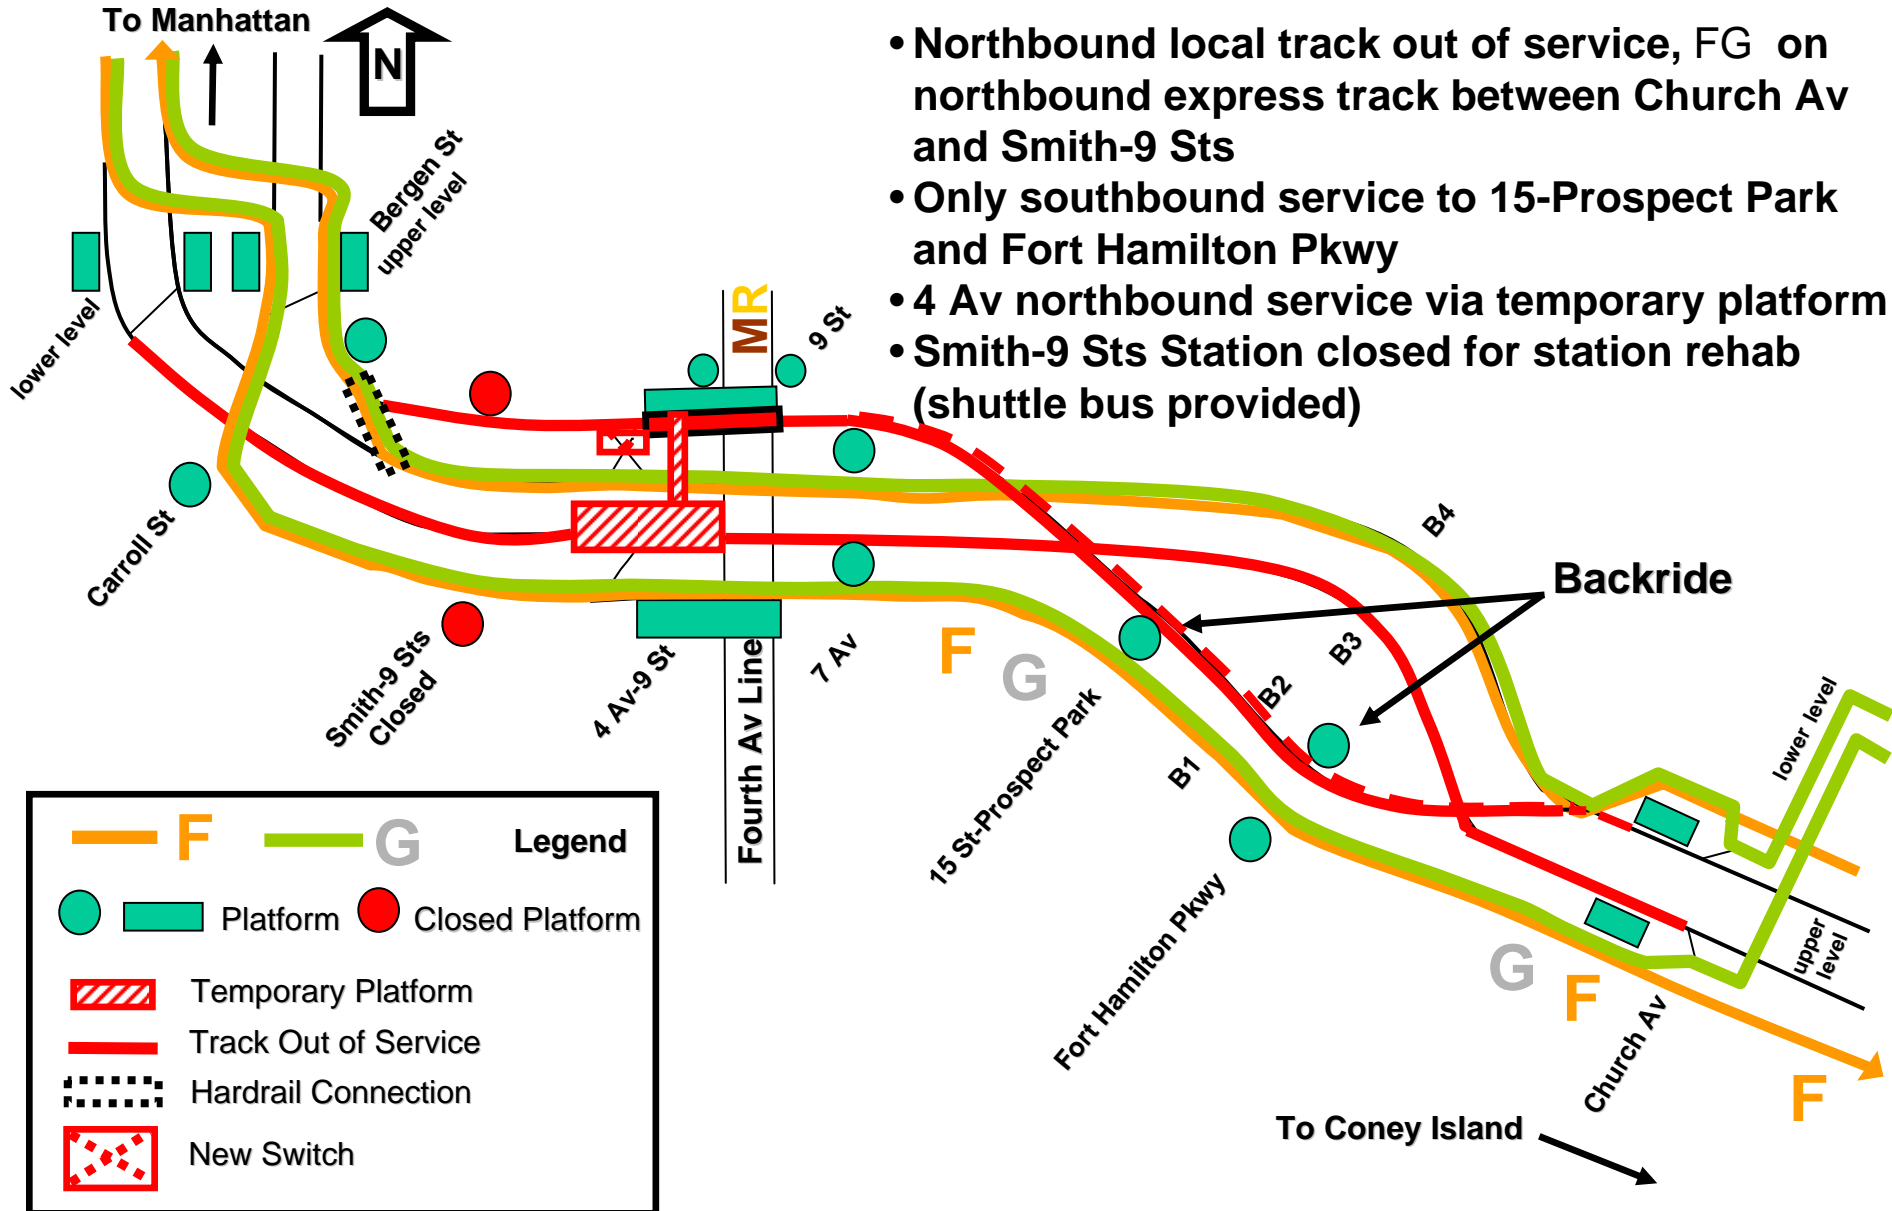 To Manhattan
N
• Northbound local track out of service, FG on
northbound express track between Church Av
and Smith-9 Sts
• Only southbound service to 15-Prospect Park
and Fort Hamilton Pkwy
• 4 Av northbound service via temporary platform
• Smith-9 Sts Station closed for station rehab
(shuttle bus provided)
Bergen St
upper level
lower level
MR
9 St
Carroll St
Smith-9 Sts
Closed
4 Av-9 St
Fourth Av Line
7 Av
F
G
15 St-Prospect Park
B1
B2
B3
B4
Backride
Fort Hamilton Pkwy
lower level
upper
level
G
F
Church Av
F
To Coney Island
F
G
Legend
Platform
Closed Platform
Temporary Platform
Track Out of Service
Hardrail Connection
New Switch